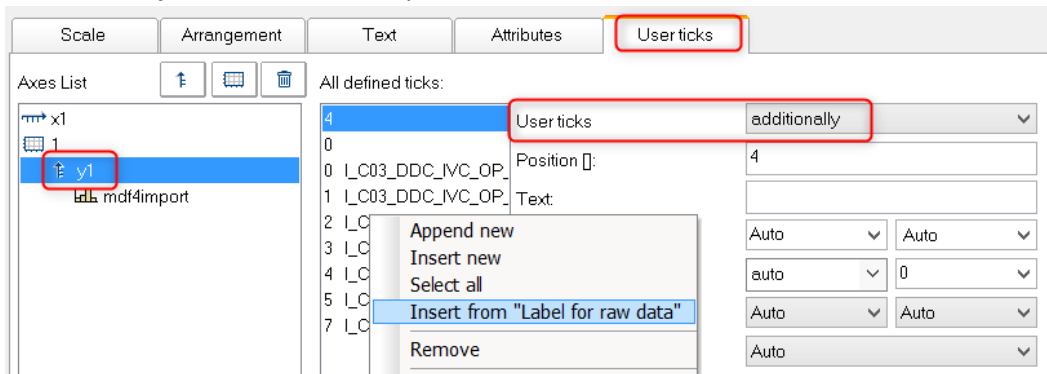 Scale Arrangement Text Attributes User ticks
Axes List All defined ticks:
x1
1
y1
mdf4import
4
0
0 I_C03_DDC_IVC_OP_
1 I_C03_DDC_IVC_OP_
2 I_C
3 I_C
4 I_C
5 I_C
7 I_C
User ticks additionally
Position []: 4
Text:
Auto Auto
auto 0
Auto Auto
Auto
Append new
Insert new
Select all
Insert from "Label for raw data"
Remove